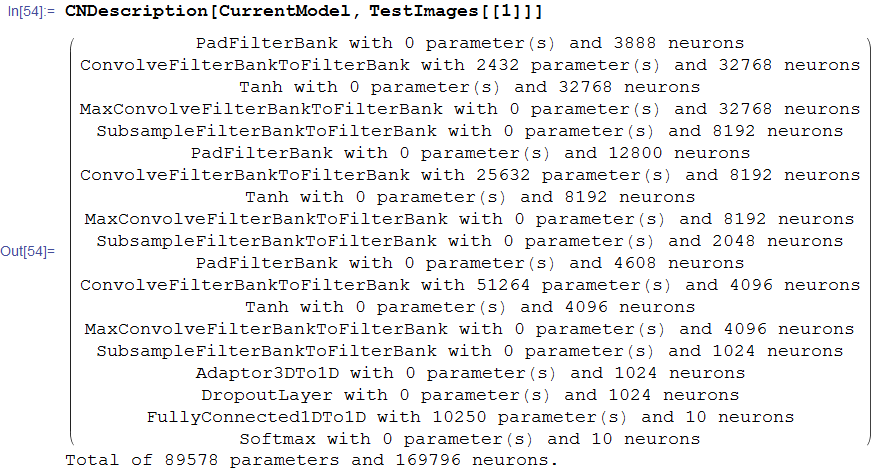 In[54]:= CNDescription[CurrentModel, TestImages[[1]]]
PadFilterBank with 0 parameter(s) and 3888 neurons
ConvolveFilterBankToFilterBank with 2432 parameter(s) and 32768 neurons
Tanh with 0 parameter(s) and 32768 neurons
MaxConvolveFilterBankToFilterBank with 0 parameter(s) and 32768 neurons
SubsampleFilterBankToFilterBank with 0 parameter(s) and 8192 neurons
PadFilterBank with 0 parameter(s) and 12800 neurons
ConvolveFilterBankToFilterBank with 25632 parameter(s) and 8192 neurons
Tanh with 0 parameter(s) and 8192 neurons
MaxConvolveFilterBankToFilterBank with 0 parameter(s) and 8192 neurons
Out[54]= SubsampleFilterBankToFilterBank with 0 parameter(s) and 2048 neurons
PadFilterBank with 0 parameter(s) and 4608 neurons
ConvolveFilterBankToFilterBank with 51264 parameter(s) and 4096 neurons
Tanh with 0 parameter(s) and 4096 neurons
MaxConvolveFilterBankToFilterBank with 0 parameter(s) and 4096 neurons
SubsampleFilterBankToFilterBank with 0 parameter(s) and 1024 neurons
Adaptor3DTo1D with 0 parameter(s) and 1024 neurons
DropoutLayer with 0 parameter(s) and 1024 neurons
FullyConnected1DTo1D with 10250 parameter(s) and 10 neurons
Softmax with 0 parameter(s) and 10 neurons
Total of 89578 parameters and 169796 neurons.